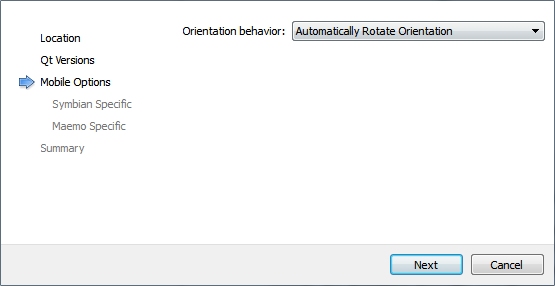 Location
Qt Versions
Mobile Options
Symbian Specific
Maemo Specific
Summary
Orientation behavior: Automatically Rotate Orientation
Next Cancel